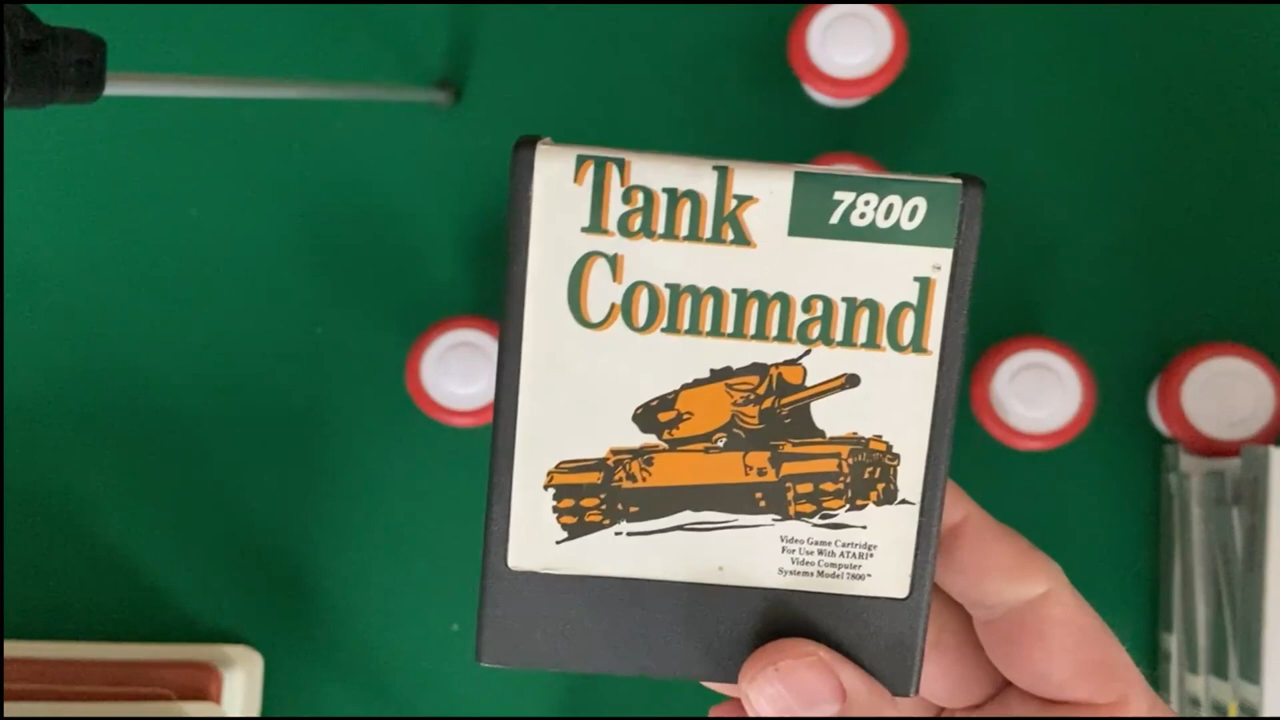 Tank
7800
Command
™
Video Game Cartridge
For Use With ATARI®
Video Computer
Systems Model 7800™